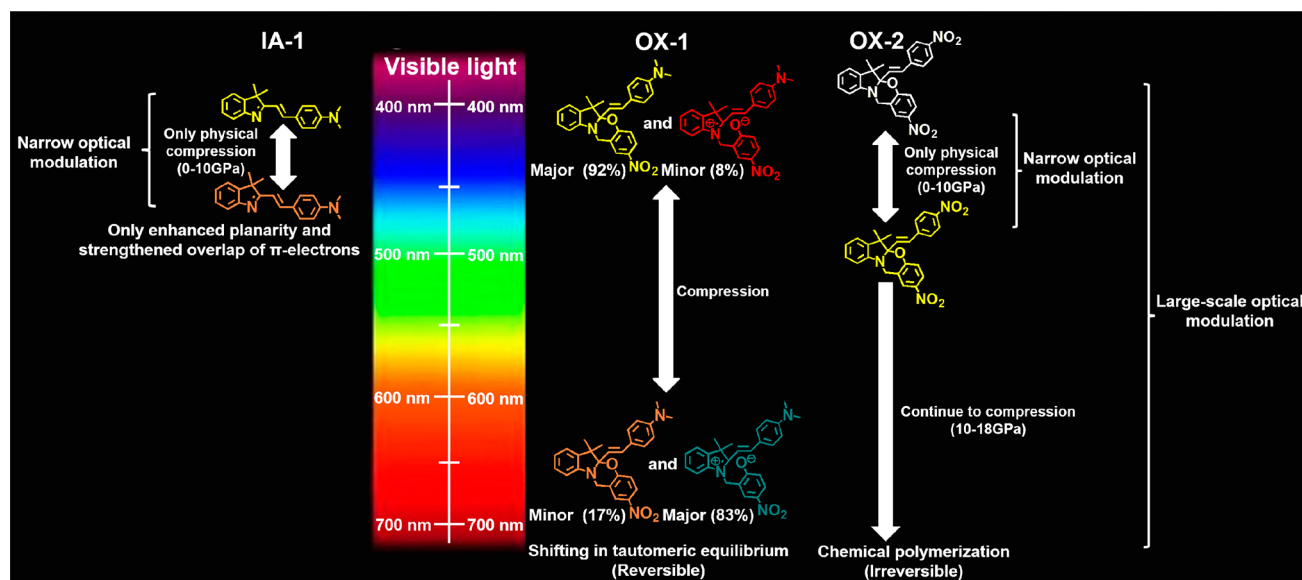 IA-1
OX-1
OX-2
Visible light
400 nm 400 nm
500 nm 500 nm
600 nm 600 nm
700 nm 700 nm
Narrow optical
modulation
N
N
Only physical
compression
(0-10GPa)
N
N
Only enhanced planarity and
strengthened overlap of π-electrons
N
O
N
NO₂
and
N
⊕
N
O⊖
NO₂
Major (92%) Minor (8%)
Compression
N
O
N
NO₂
and
N
⊕
N
O⊖
NO₂
Minor (17%) Major (83%)
Shifting in tautomeric equilibrium
(Reversible)
NO₂
O
N
NO₂
Only physical
compression
(0-10GPa)
Narrow optical
modulation
NO₂
O
N
NO₂
Continue to compression
(10-18GPa)
Chemical polymerization
(Irreversible)
Large-scale optical
modulation